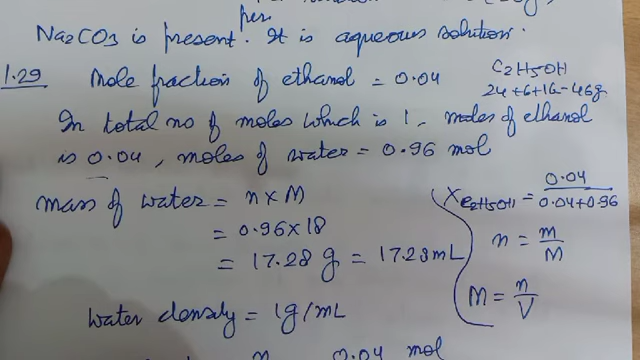 per
Na2CO3 is present. It is aqueous solution.
1.29 Mole fraction of ethanol = 0.04
C2H5OH
24+6+16-46g
In total no of moles which is 1, moles of ethanol
is 0.04, moles of water = 0.96 mol
mass of water = n x M
= 0.96 x 18
= 17.28 g = 17.28 mL
XC2H5OH = 0.04 / 0.04+0.96
n = m / M
M = n / V
Water density = 1g/mL
n 0.04 mol